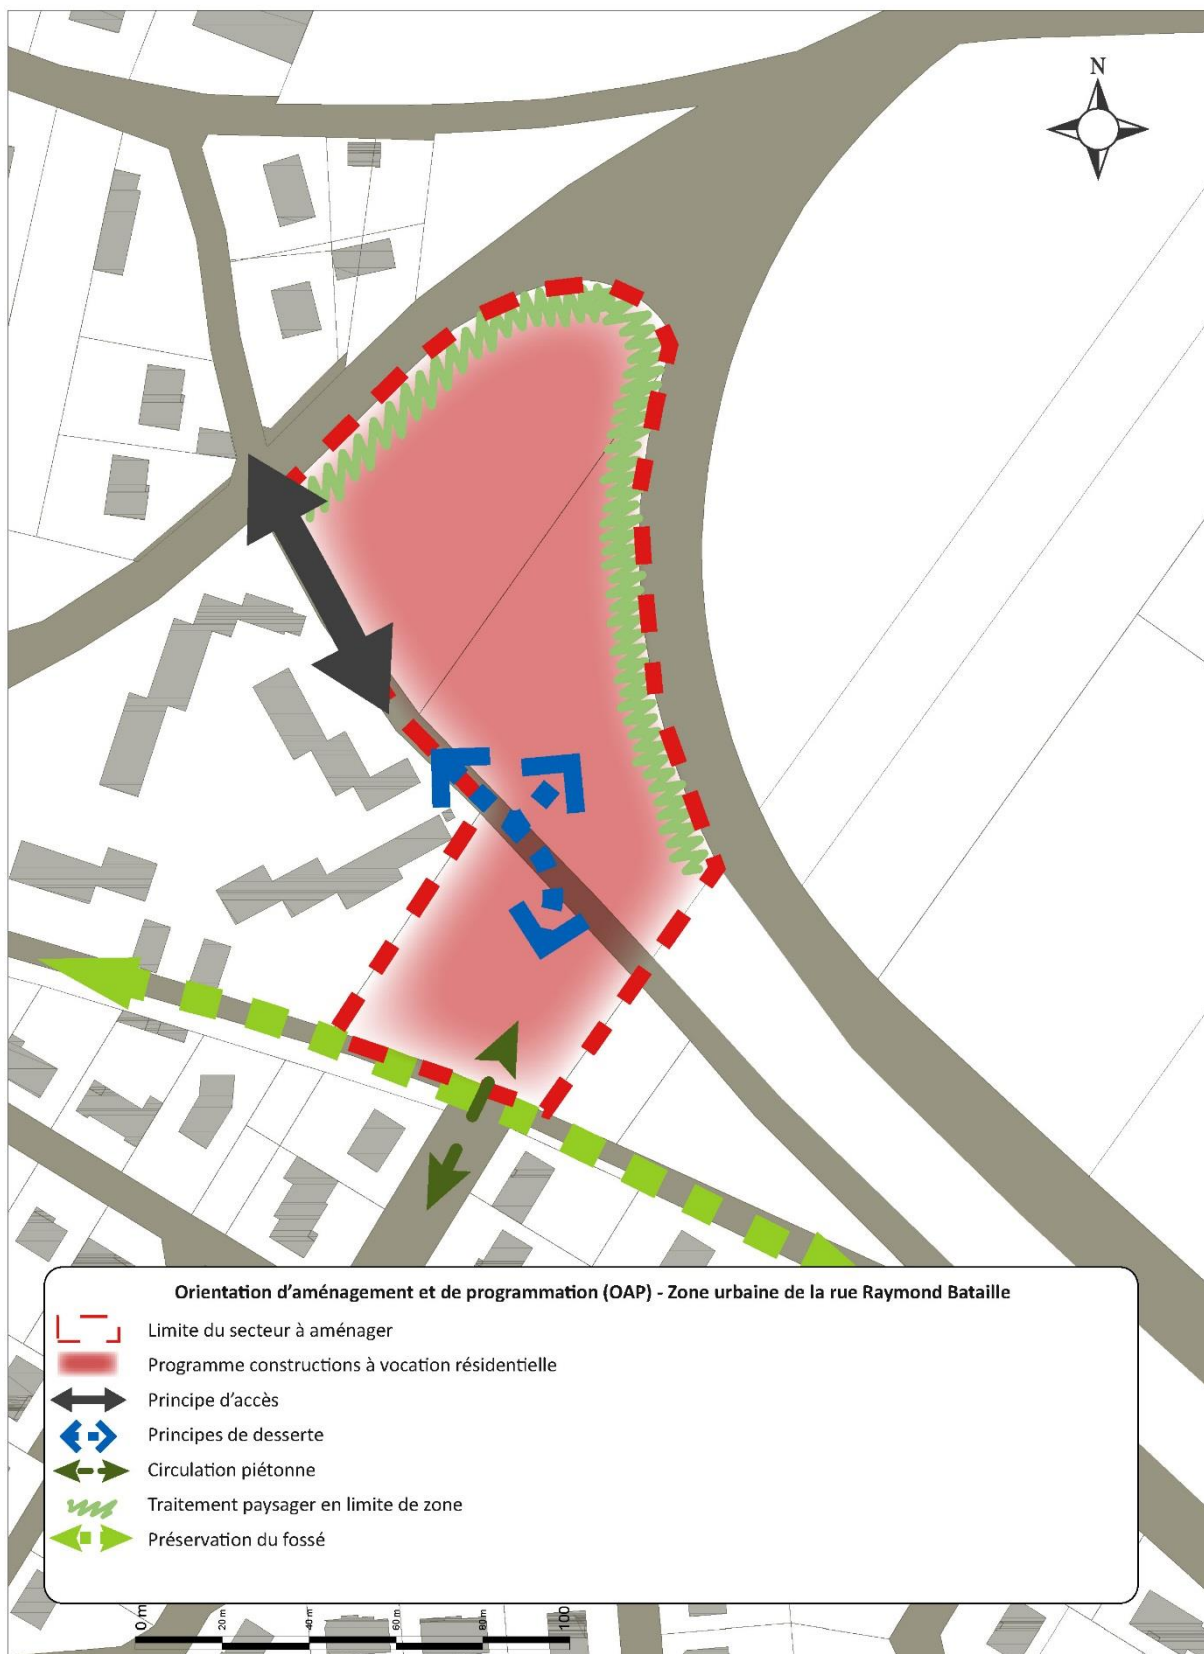 N
Orientation d'aménagement et de programmation (OAP) - Zone urbaine de la rue Raymond Bataille
Limite du secteur à aménager
Programme constructions à vocation résidentielle
Principe d'accès
Principes de desserte
Circulation piétonne
Traitement paysager en limite de zone
Préservation du fossé
0 m
20 m
40 m
60 m
80 m
100